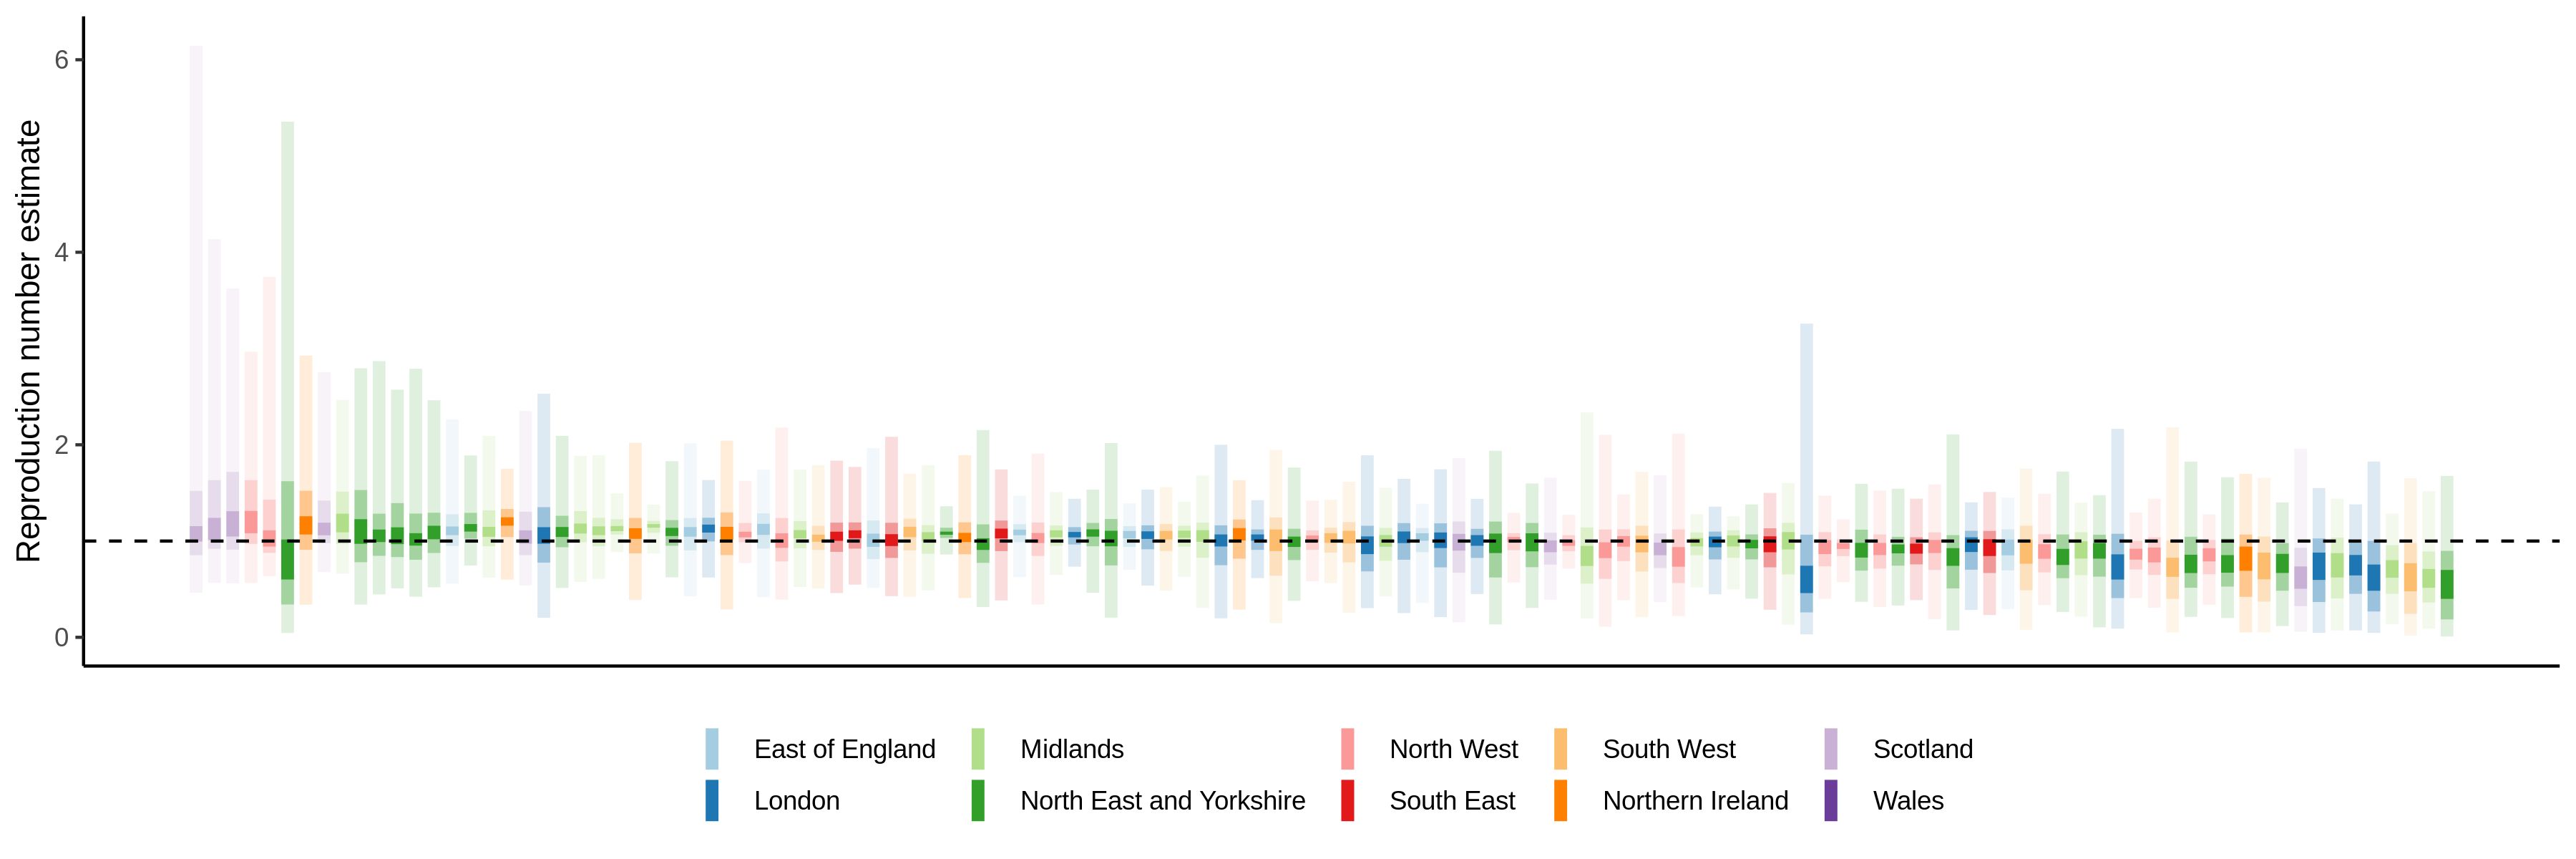 Reproduction number estimate
6
4
2
0
East of England Midlands North West South West Scotland
London North East and Yorkshire South East Northern Ireland Wales